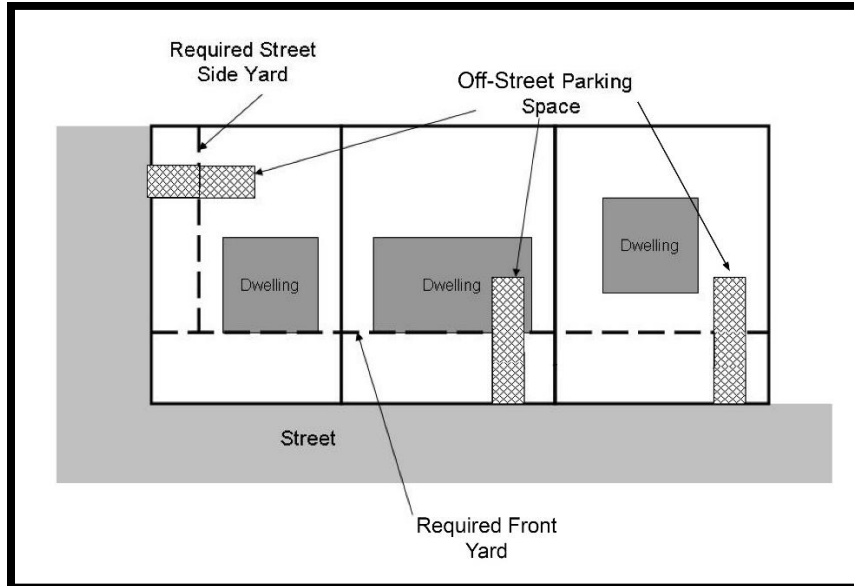 Required Street
Side Yard
Off-Street Parking
Space
Dwelling
Dwelling
Dwelling
Street
Required Front
Yard